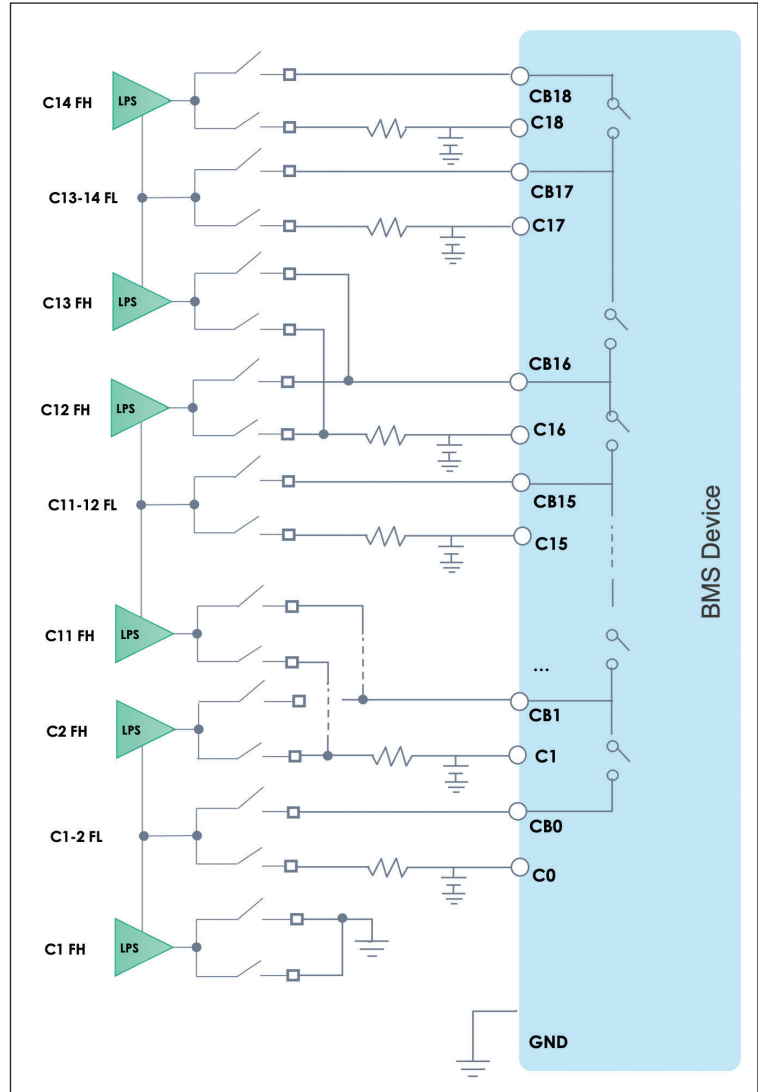 C14 FH
LPS
CB18
C18
CB17
C13-14 FL
C17
C13 FH
LPS
CB16
C12 FH
LPS
C16
CB15
C11-12 FL
C15
BMS Device
C11 FH
LPS
...
CB1
C2 FH
LPS
C1
CB0
C1-2 FL
C0
C1 FH
LPS
GND